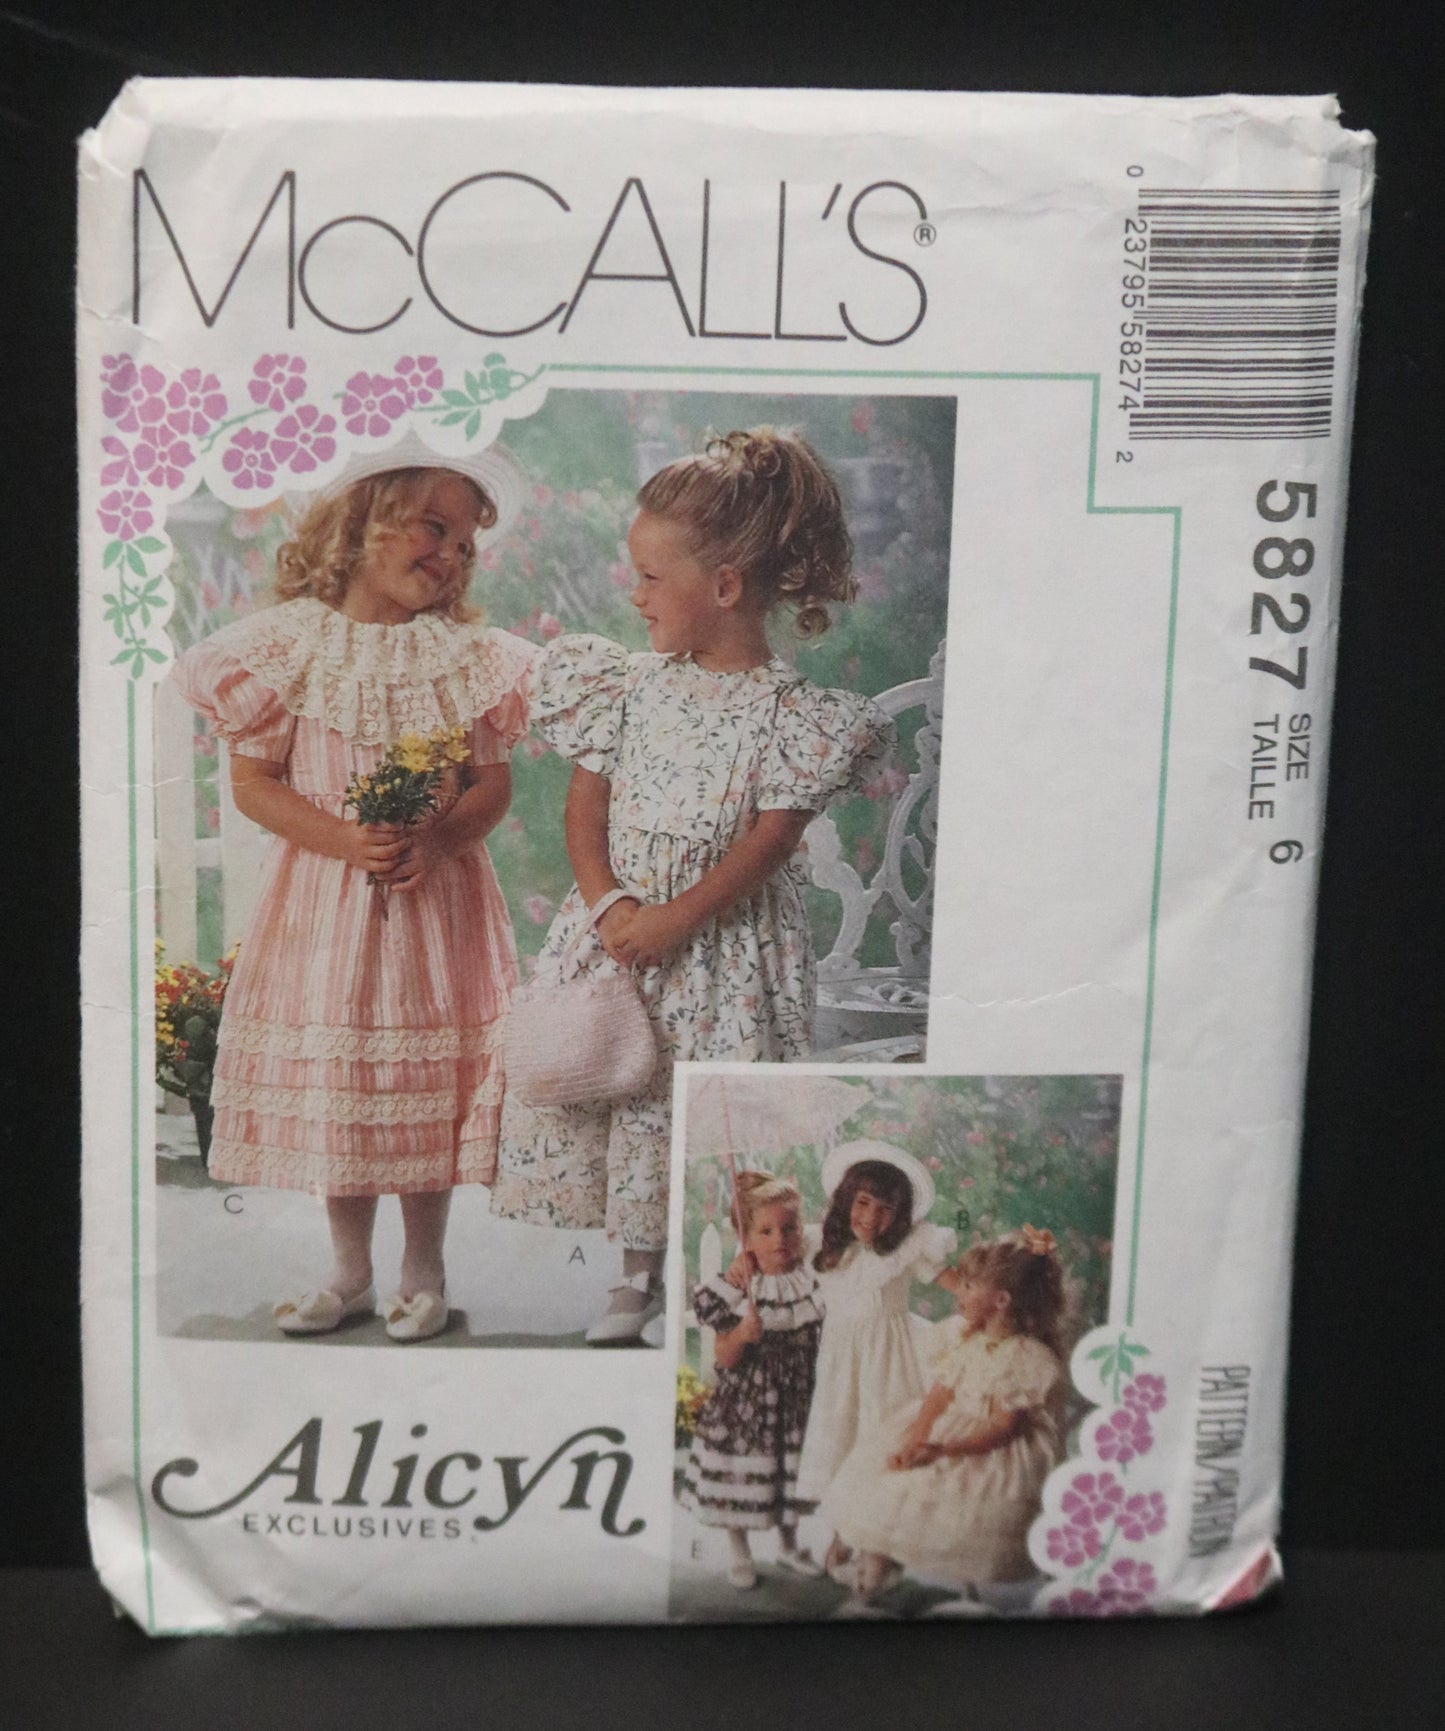 McCALL'S®
0 23795 58274 2
5827 SIZE 6
TAILLE
C
A
B
E
Alicyn
EXCLUSIVES
PATTERN/PATRON